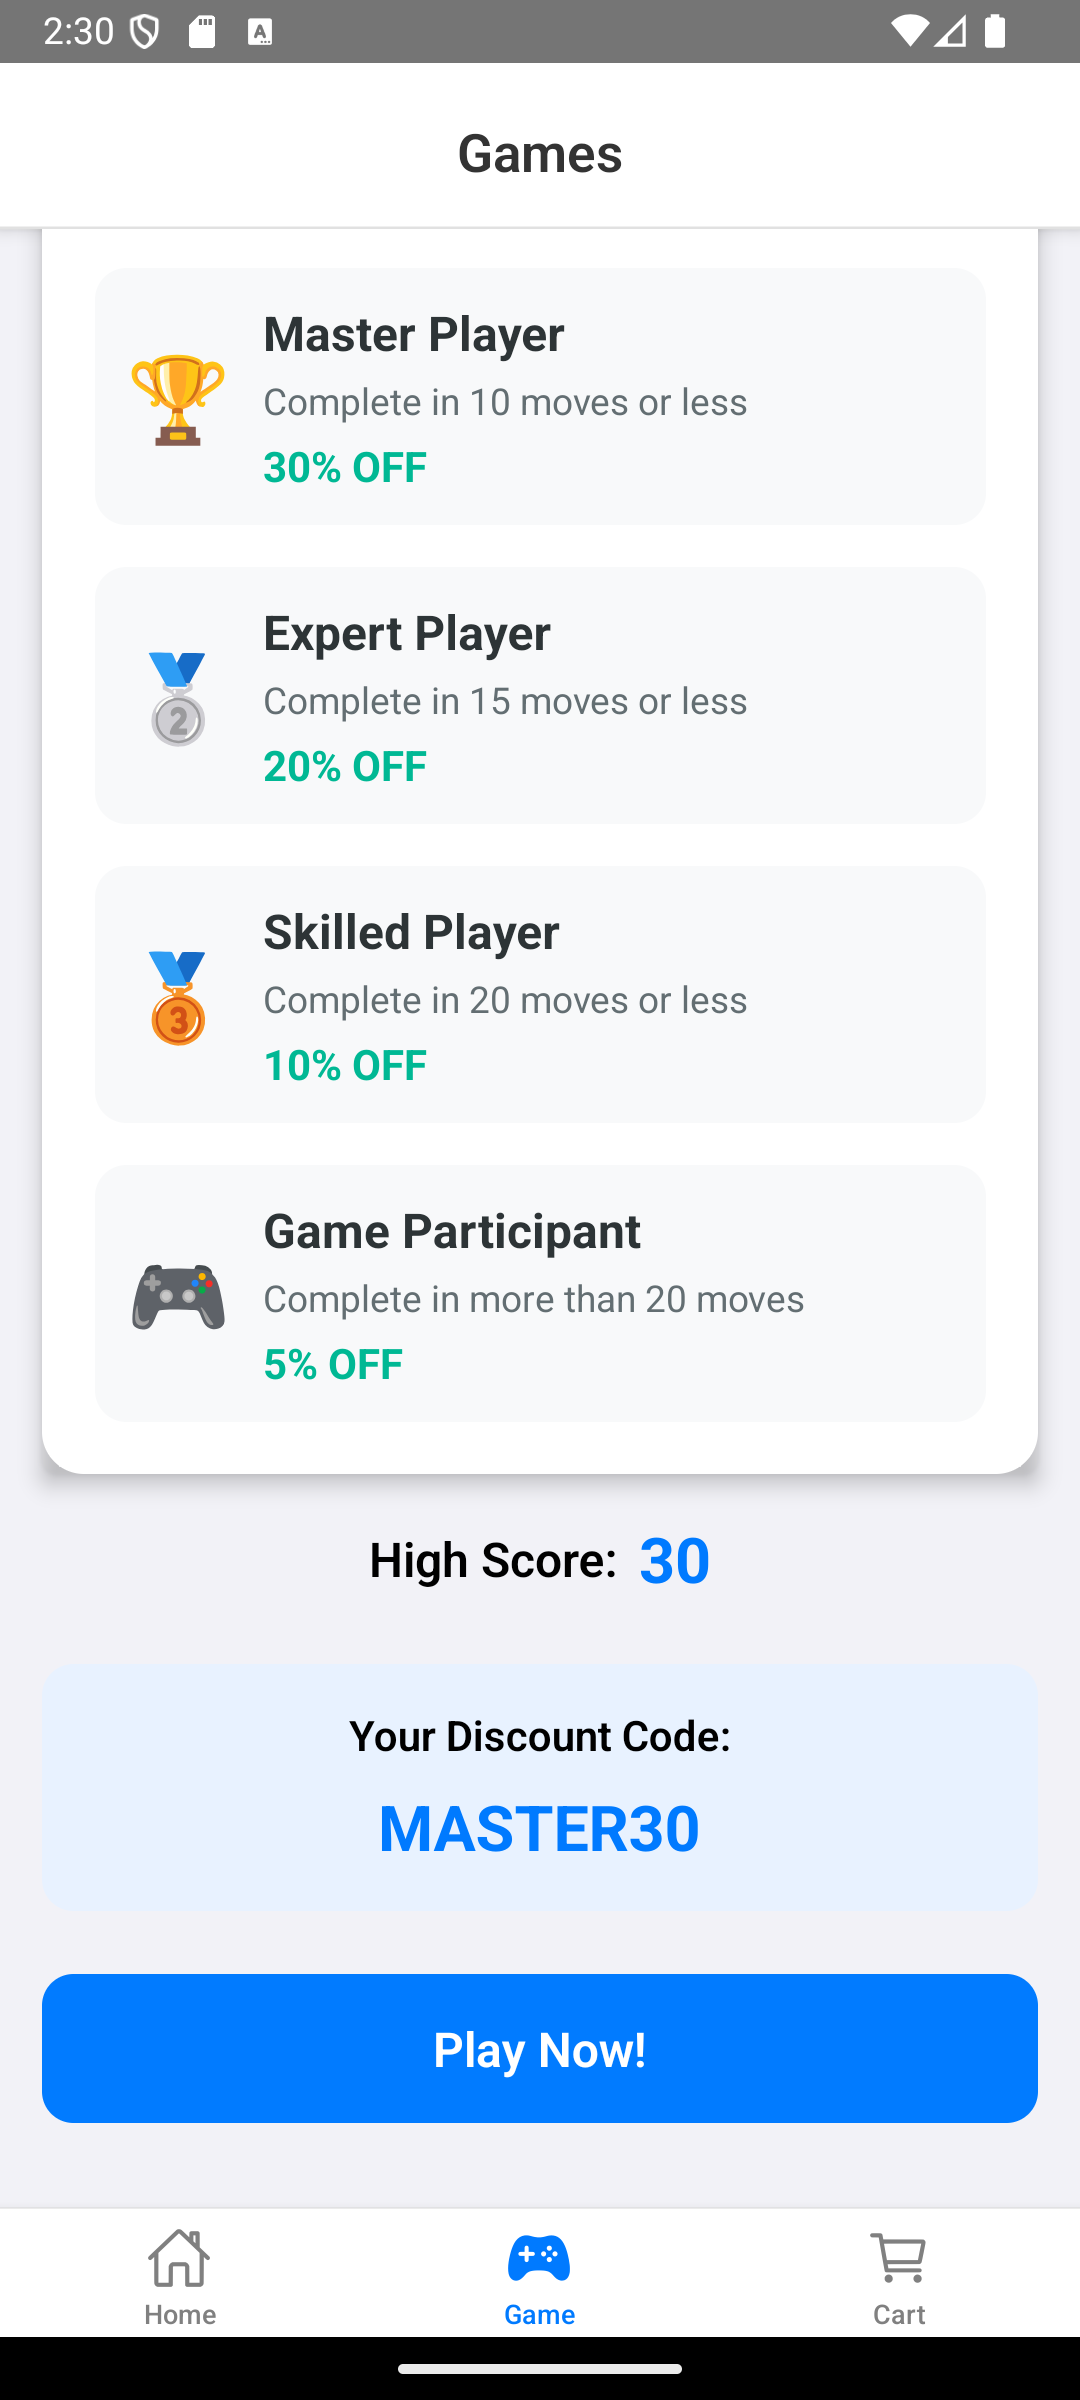 2:30
Games
Master Player
Complete in 10 moves or less
30% OFF
Expert Player
Complete in 15 moves or less
20% OFF
Skilled Player
Complete in 20 moves or less
10% OFF
Game Participant
Complete in more than 20 moves
5% OFF
High Score: 30
Your Discount Code:
MASTER30
Play Now!
Home Game Cart